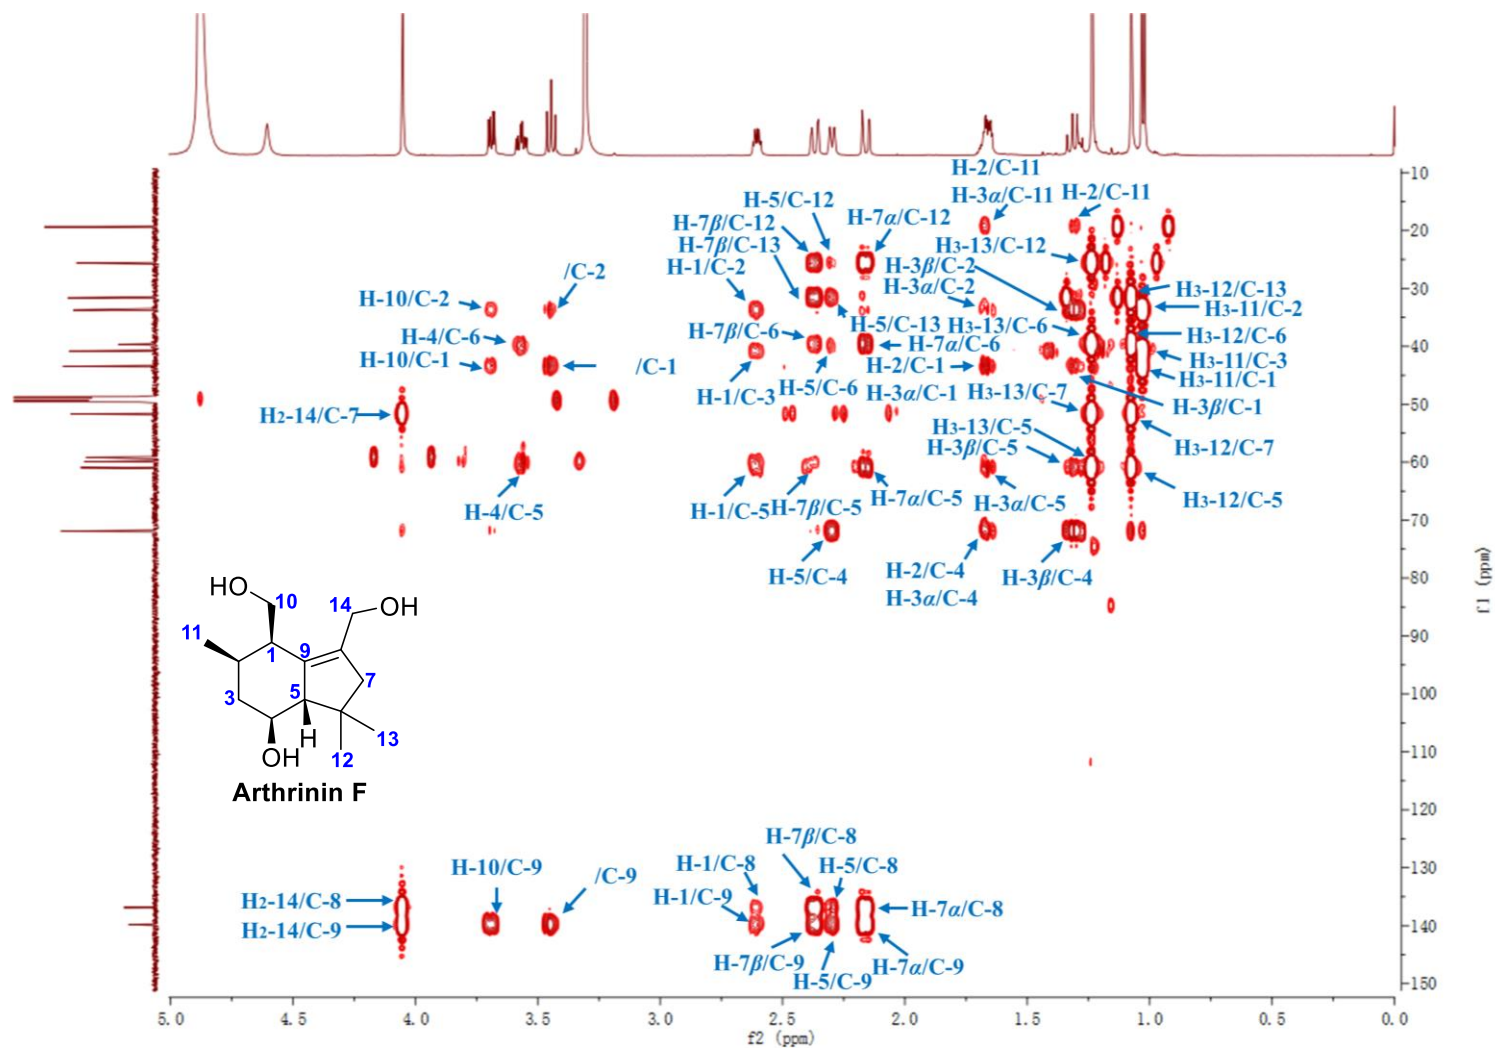 H-2/C-11
H-3α/C-11
H-2/C-11
H-5/C-12
H-7α/C-12
H-7β/C-12
H-7β/C-13
H3-13/C-12
H-1/C-2
H-3β/C-2
/C-2
H-3α/C-2
H3-12/C-13
H-10/C-2
H3-11/C-2
H-5/C-13
H3-13/C-6
H-7β/C-6
H3-12/C-6
H-4/C-6
H-7α/C-6
H-10/C-1
H3-11/C-3
/C-1
H-2/C-1
H3-11/C-1
H-5/C-6
H-1/C-3
H-3α/C-1
H3-13/C-7
H-3β/C-1
H2-14/C-7
H3-13/C-5
H-3β/C-5
H3-12/C-7
H-4/C-5
H-1/C-5
H-7β/C-5
H-7α/C-5
H-3α/C-5
H3-12/C-5
H-5/C-4
H-2/C-4
H-3α/C-4
H-3β/C-4
HO
10
14
OH
11
1
9
3
5
7
H
OH
12
13
Arthrinin F
H-7β/C-8
H-10/C-9
H-1/C-8
H-5/C-8
/C-9
H2-14/C-8
H-1/C-9
H-7α/C-8
H2-14/C-9
H-7β/C-9
H-5/C-9
H-7α/C-9
10
20
30
40
50
60
70
80
90
100
110
120
130
140
150
f1 (ppm)
5.0 4.5 4.0 3.5 3.0 2.5 2.0 1.5 1.0 0.5 0.0
f2 (ppm)